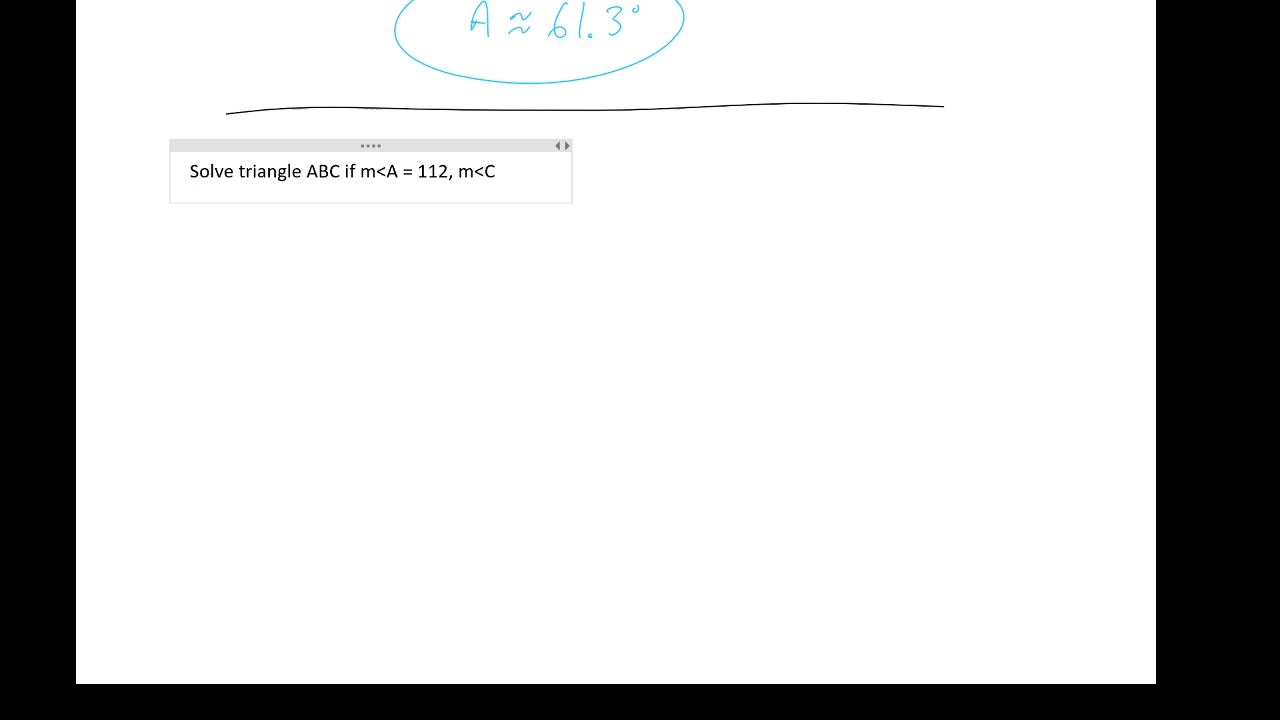 A ≈ 61.3°
Solve triangle ABC if m<A = 112, m<C